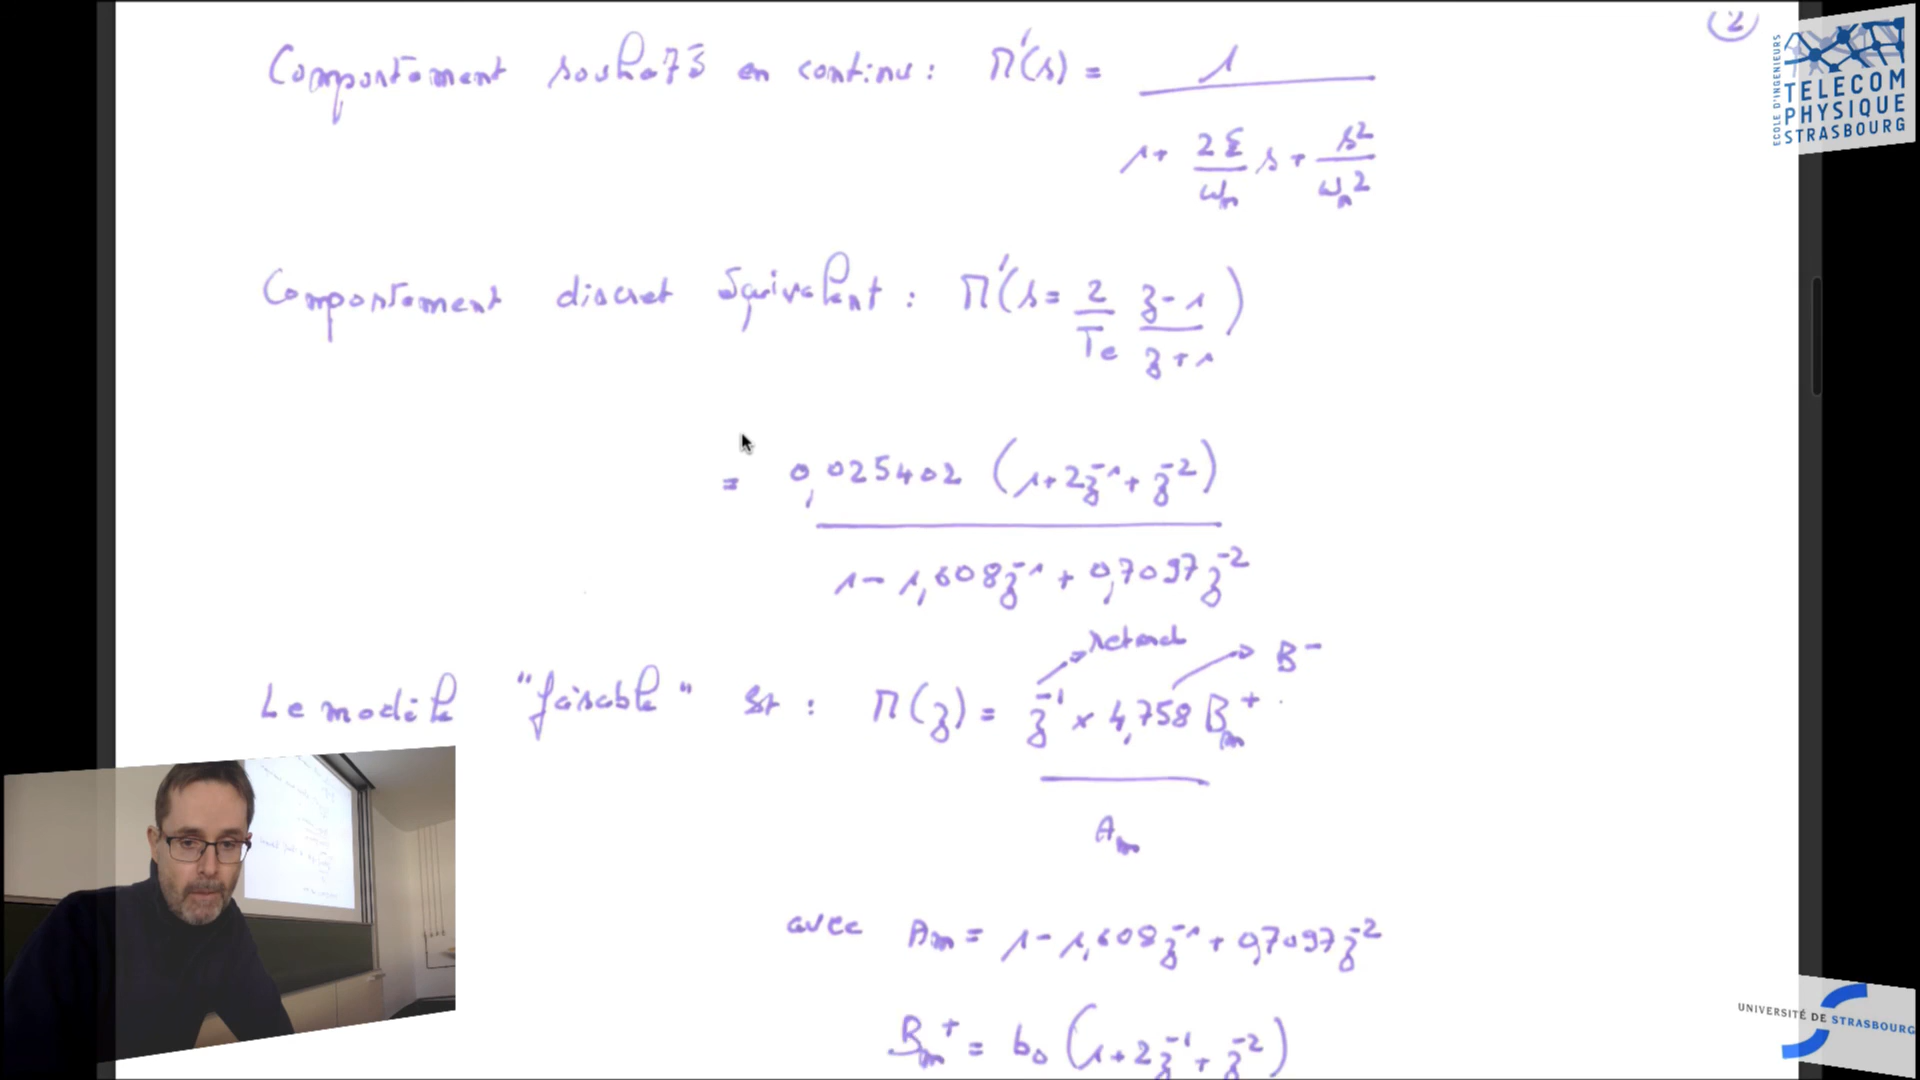 2
Comportement souhaité en continu : M'(s) = 1 / (1 + 2ξ/ωn s + s²/ωn²)
Comportement discret équivalent : M'(s = 2/Te (z-1)/(z+1))
= 0,025402 (1+2z⁻¹+z⁻²) / (1 - 1,608z⁻¹ + 0,7097z⁻²)
retard
B⁻
Le modèle "faisable" est : M(z) = z⁻¹ × 4,758 Bm⁺ / Am
avec Am = 1 - 1,608z⁻¹ + 0,7097z⁻²
Bm⁺ = b₀ (1+2z⁻¹+z⁻²)
ECOLE D'INGENIEURS
TELECOM
PHYSIQUE
STRASBOURG
UNIVERSITÉ DE STRASBOURG